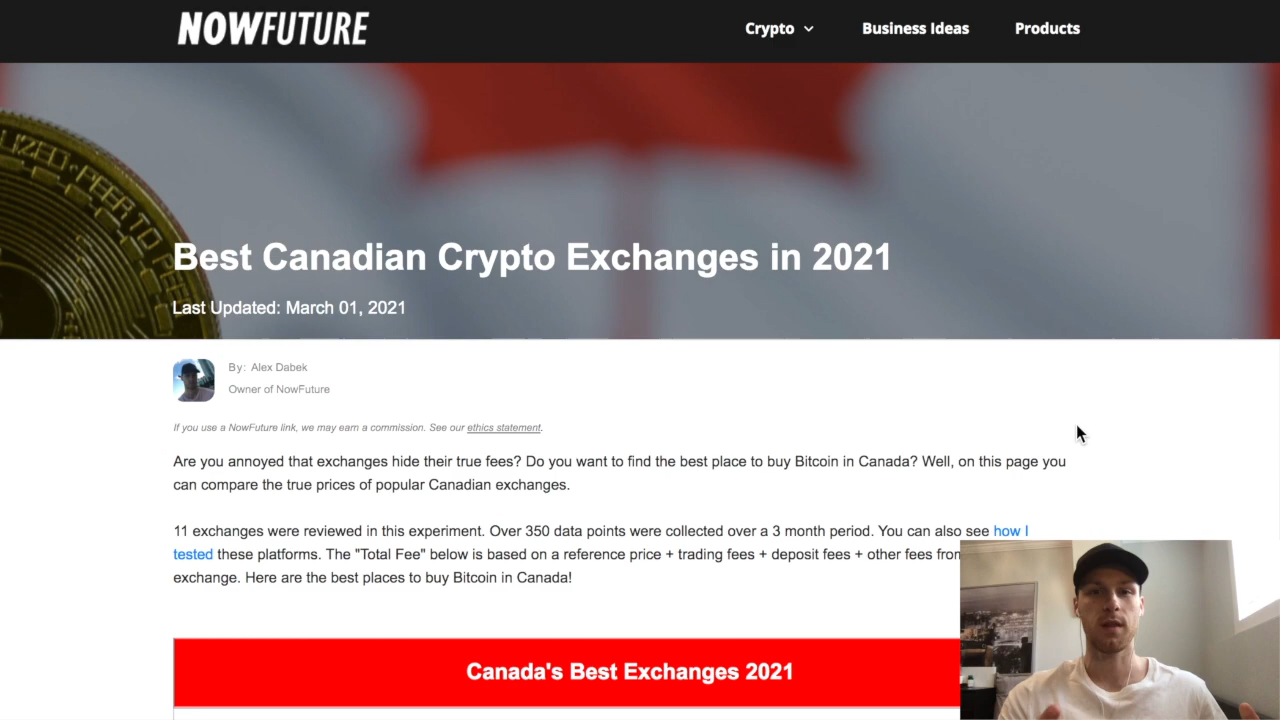 NOWFUTURE
Crypto
Business Ideas
Products
LIZED • PEER TO
Best Canadian Crypto Exchanges in 2021
Last Updated: March 01, 2021
By: Alex Dabek
Owner of NowFuture
If you use a NowFuture link, we may earn a commission. See our ethics statement.
Are you annoyed that exchanges hide their true fees? Do you want to find the best place to buy Bitcoin in Canada? Well, on this page you
can compare the true prices of popular Canadian exchanges.
11 exchanges were reviewed in this experiment. Over 350 data points were collected over a 3 month period. You can also see how I
tested these platforms. The "Total Fee" below is based on a reference price + trading fees + deposit fees + other fees from
exchange. Here are the best places to buy Bitcoin in Canada!
Canada's Best Exchanges 2021